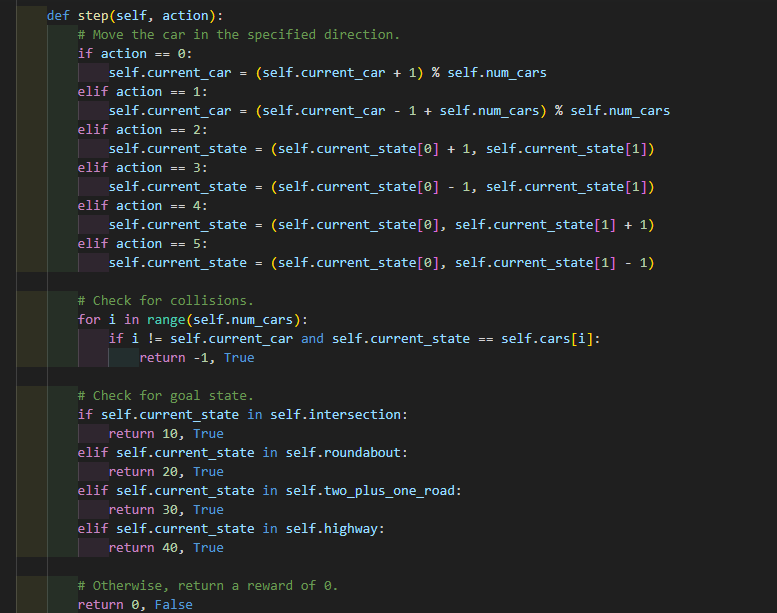 def step(self, action):
    # Move the car in the specified direction.
    if action == 0:
        self.current_car = (self.current_car + 1) % self.num_cars
    elif action == 1:
        self.current_car = (self.current_car - 1 + self.num_cars) % self.num_cars
    elif action == 2:
        self.current_state = (self.current_state[0] + 1, self.current_state[1])
    elif action == 3:
        self.current_state = (self.current_state[0] - 1, self.current_state[1])
    elif action == 4:
        self.current_state = (self.current_state[0], self.current_state[1] + 1)
    elif action == 5:
        self.current_state = (self.current_state[0], self.current_state[1] - 1)

    # Check for collisions.
    for i in range(self.num_cars):
        if i != self.current_car and self.current_state == self.cars[i]:
            return -1, True

    # Check for goal state.
    if self.current_state in self.intersection:
        return 10, True
    elif self.current_state in self.roundabout:
        return 20, True
    elif self.current_state in self.two_plus_one_road:
        return 30, True
    elif self.current_state in self.highway:
        return 40, True

    # Otherwise, return a reward of 0.
    return 0, False